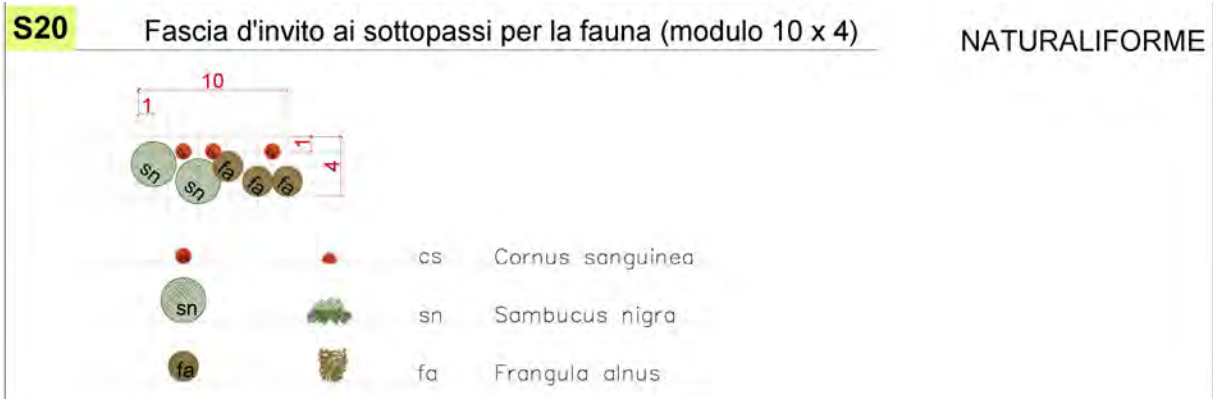 S20 Fascia d'invito ai sottopassi per la fauna (modulo 10 x 4) NATURALIFORME
10
1
1
4
sn sn fa fa fa
cs Cornus sanguinea
sn sn Sambucus nigra
fa fa Frangula alnus